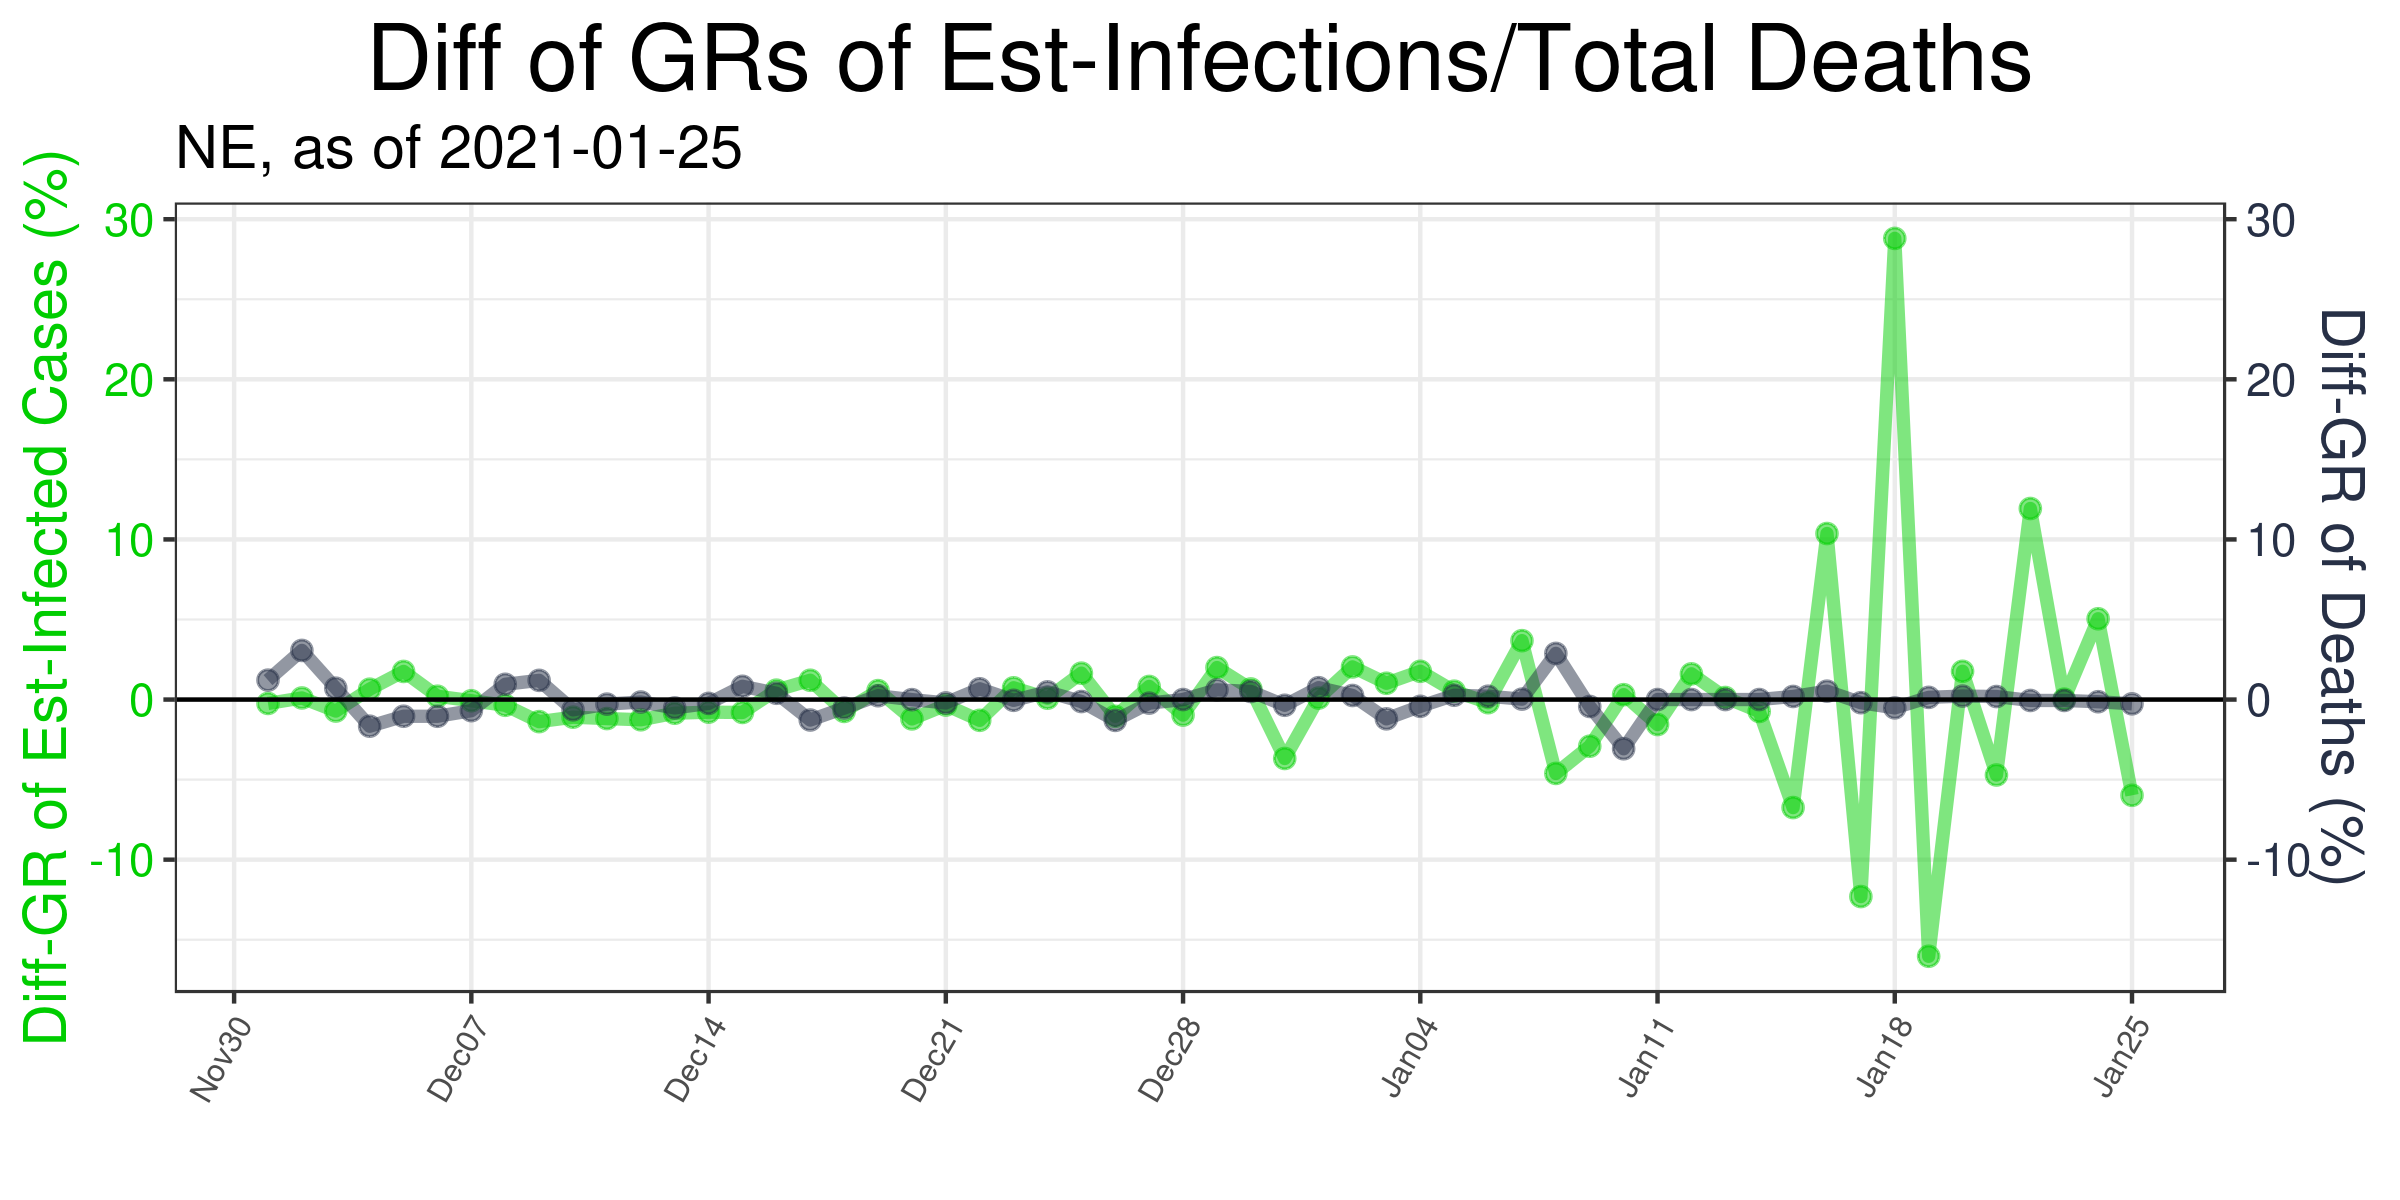 Diff of GRs of Est-Infections/Total Deaths
NE, as of 2021-01-25
Diff-GR of Est-Infected Cases (%)
30
20
10
0
-10
30
20
10
0
-10
Diff-GR of Deaths (%)
Nov30
Dec07
Dec14
Dec21
Dec28
Jan04
Jan11
Jan18
Jan25